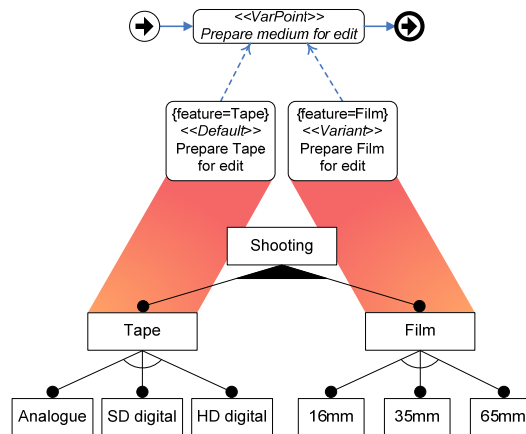 <<VarPoint>>
Prepare medium for edit
{feature=Tape}
<<Default>>
Prepare Tape
for edit
{feature=Film}
<<Variant>>
Prepare Film
for edit
Shooting
Tape
Film
Analogue
SD digital
HD digital
16mm
35mm
65mm